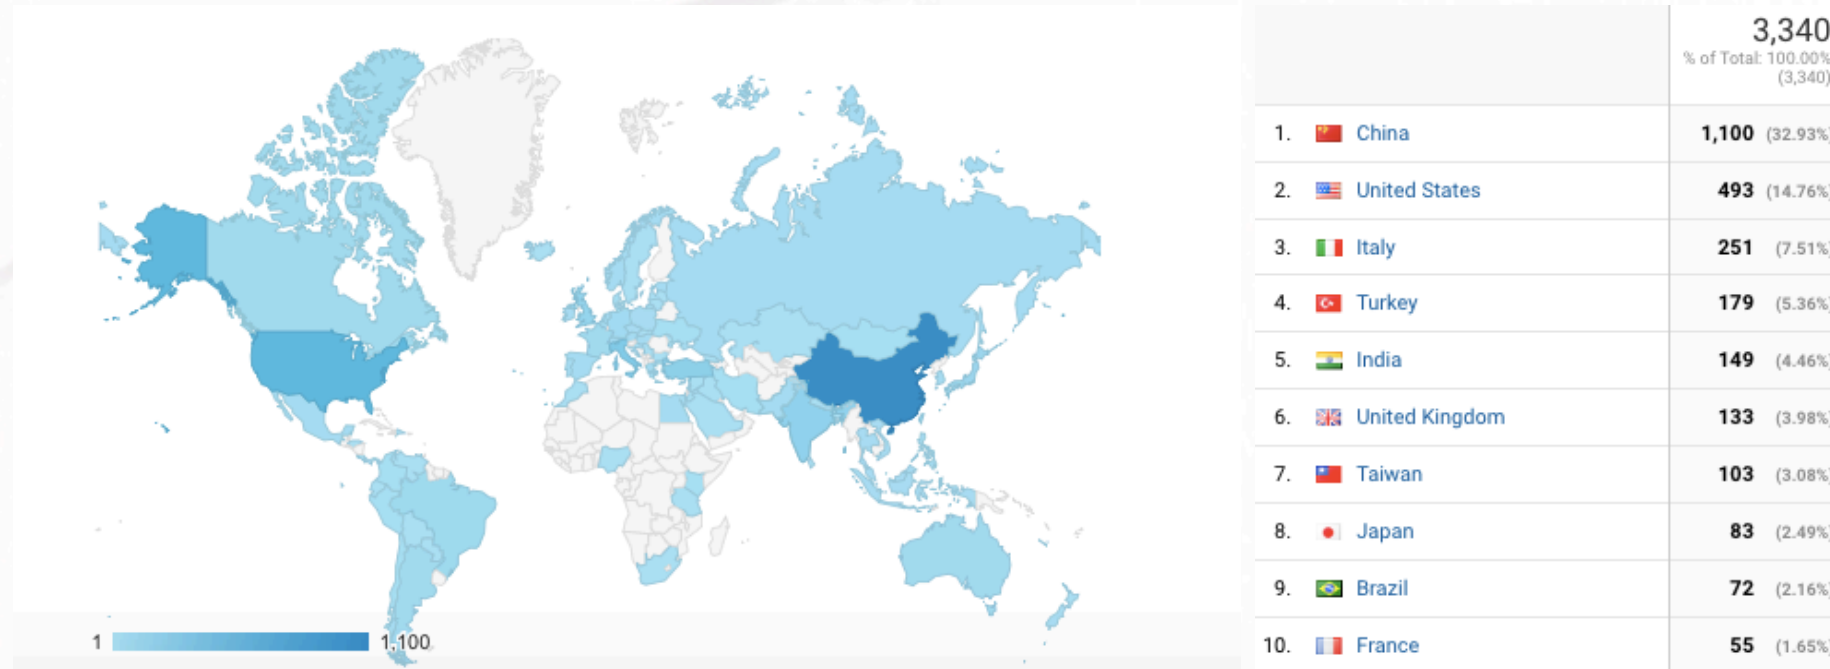 3,340
% of Total: 100.00%
(3,340)
1. China 1,100 (32.93%
2. United States 493 (14.76%
3. Italy 251 (7.51%
4. Turkey 179 (5.36%
5. India 149 (4.46%
6. United Kingdom 133 (3.98%
7. Taiwan 103 (3.08%
8. Japan 83 (2.49%
9. Brazil 72 (2.16%
10. France 55 (1.65%
1 1,100